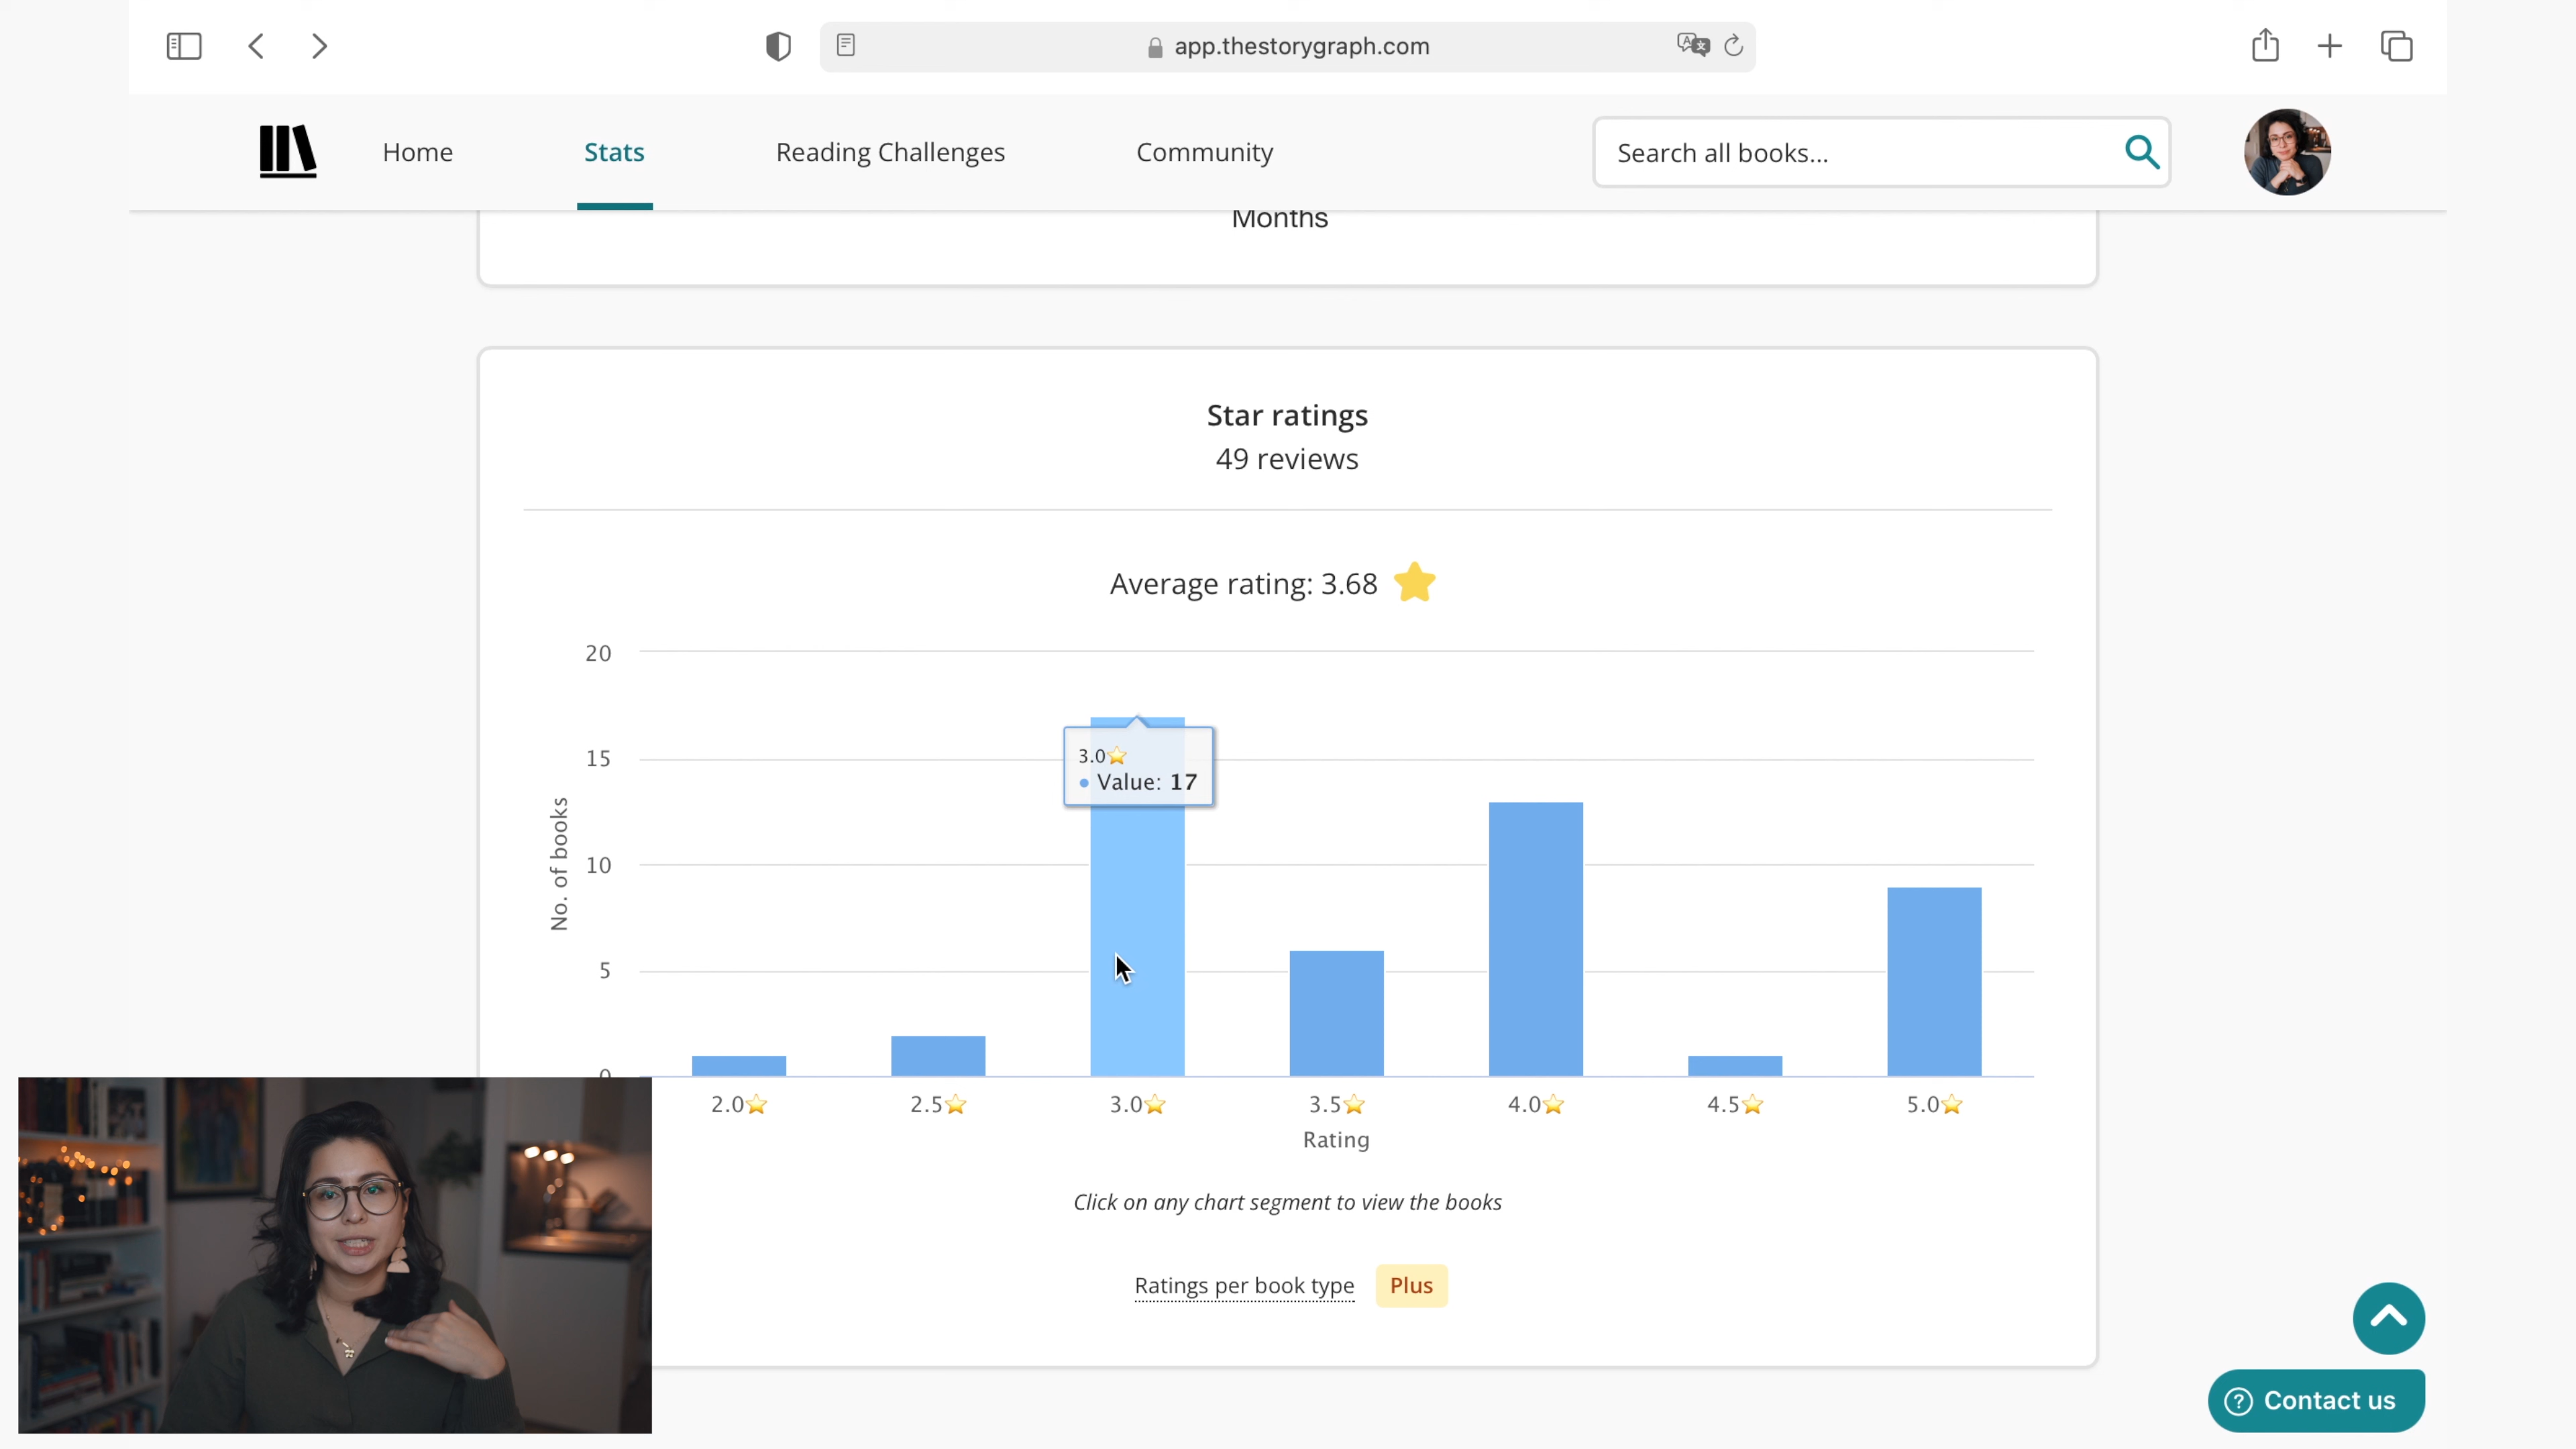 app.thestorygraph.com
Home
Stats
Reading Challenges
Community
Search all books...
Months
Star ratings
49 reviews
Average rating: 3.68
20
15
10
5
0
No. of books
3.0⭐
• Value: 17
2.0⭐
2.5⭐
3.0⭐
3.5⭐
4.0⭐
4.5⭐
5.0⭐
Rating
Click on any chart segment to view the books
Ratings per book type
Plus
? Contact us